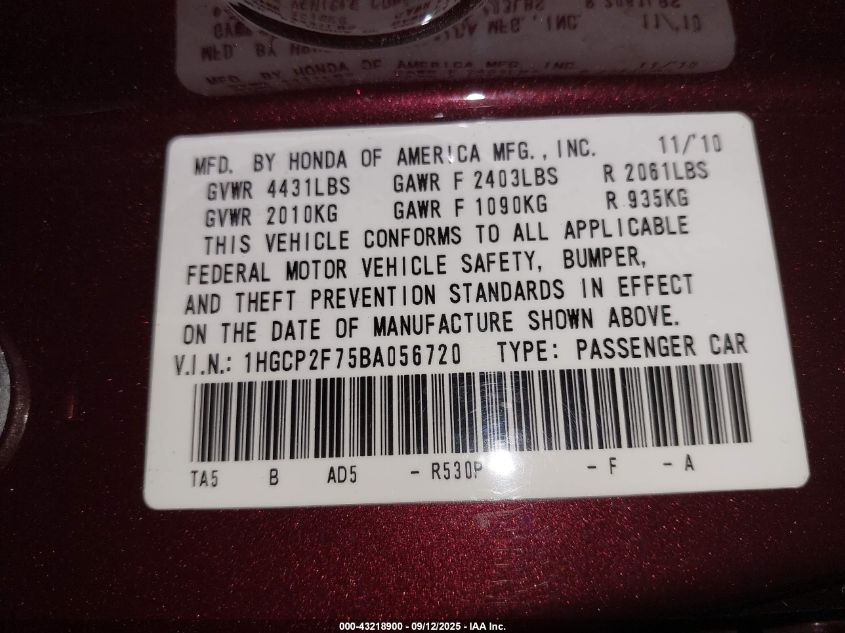 MFD. BY HONDA OF AMERICA MFG., INC. 11/'10
GVWR 4431LBS GAWR F 2403LBS R 2061LBS
GVWR 2010KG GAWR F 1090KG R 935KG
THIS VEHICLE CONFORMS TO ALL APPLICABLE
FEDERAL MOTOR VEHICLE SAFETY, BUMPER,
AND THEFT PREVENTION STANDARDS IN EFFECT
ON THE DATE OF MANUFACTURE SHOWN ABOVE.
V.I.N.: 1HGCP2F75BA056720 TYPE: PASSENGER CAR
TA5 B AD5 - R530P - F - A
000-43218900 - 09/12/2025 - IAA Inc.